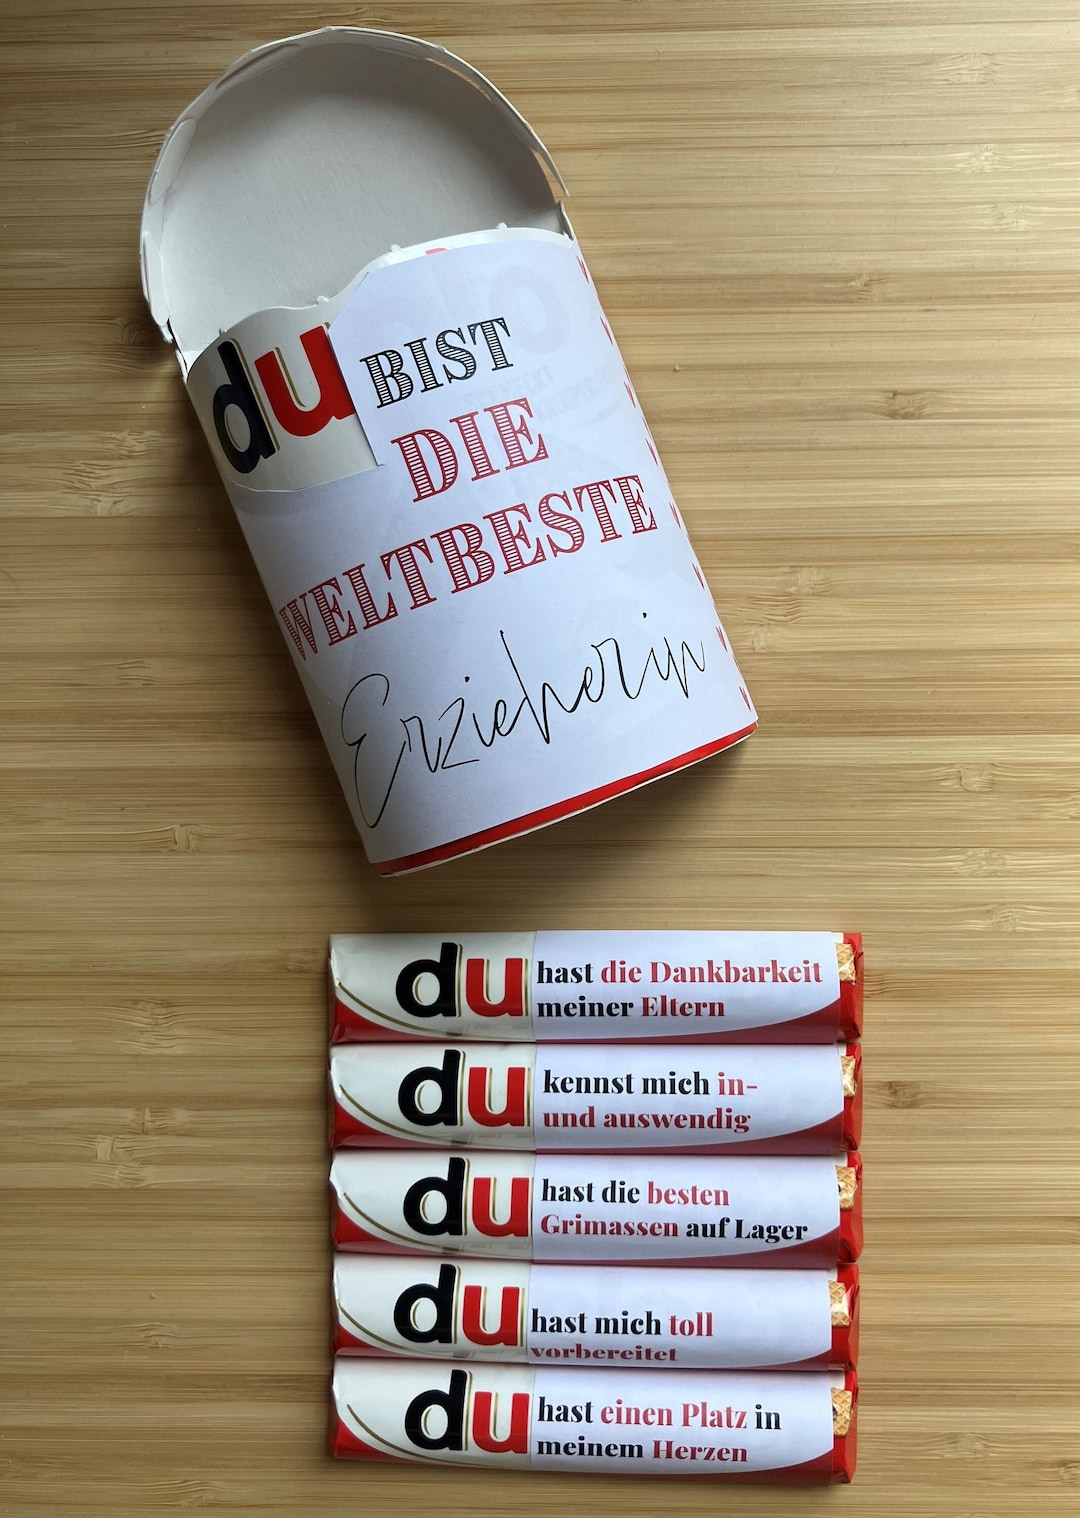 du BIST
DIE
WELTBESTE
Erzieherin
du hast die Dankbarkeit
meiner Eltern
du kennst mich in-
und auswendig
du hast die besten
Grimassen auf Lager
du hast mich toll
vorbereitet
du hast einen Platz in
meinem Herzen